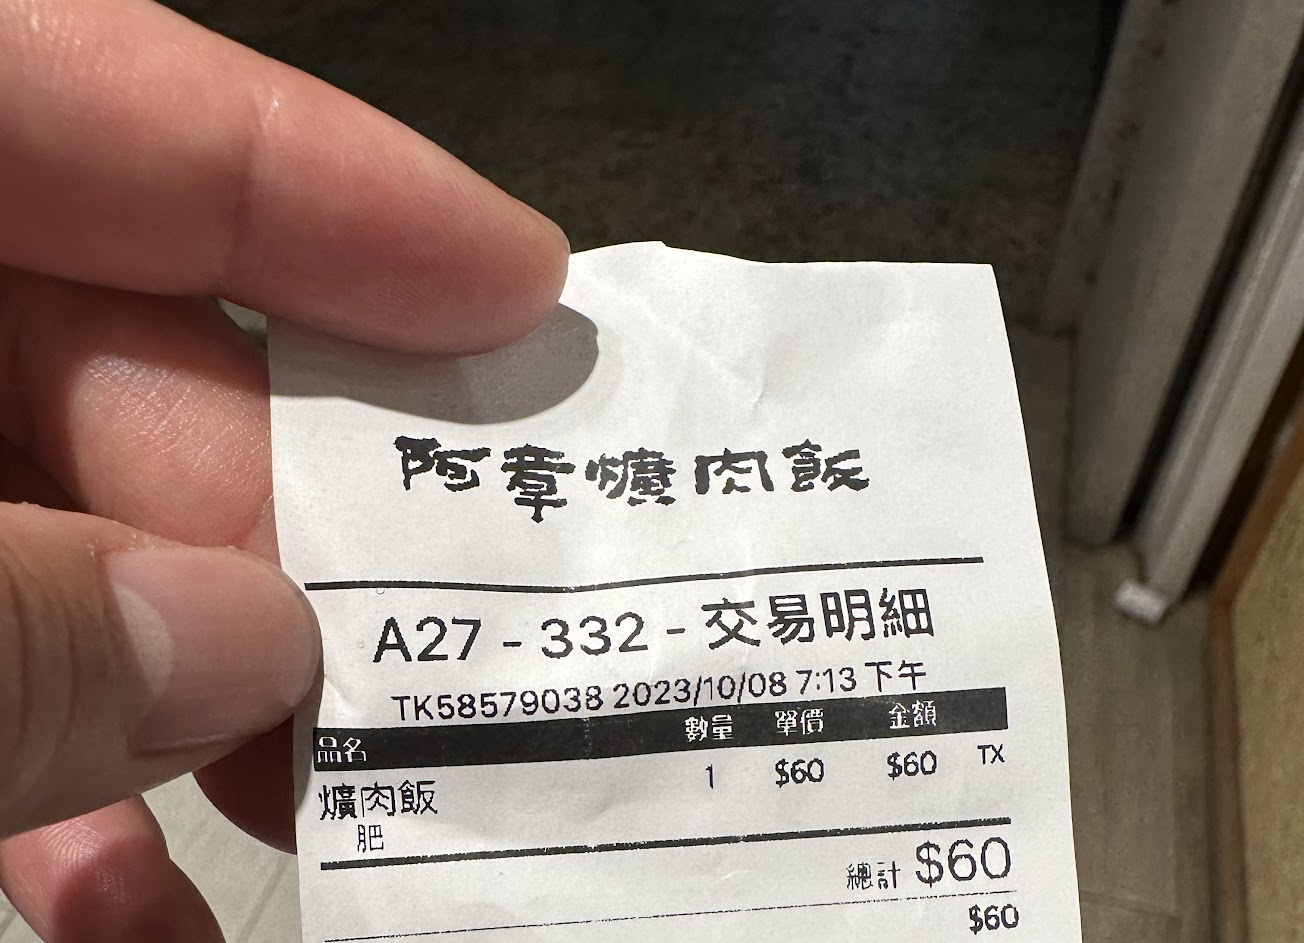 阿章爌肉飯
A27 - 332 - 交易明細
TK58579038 2023/10/08 7:13 下午
品名 數量 單價 金額
爌肉飯 1 $60 $60 TX
肥
總計 $60
$60